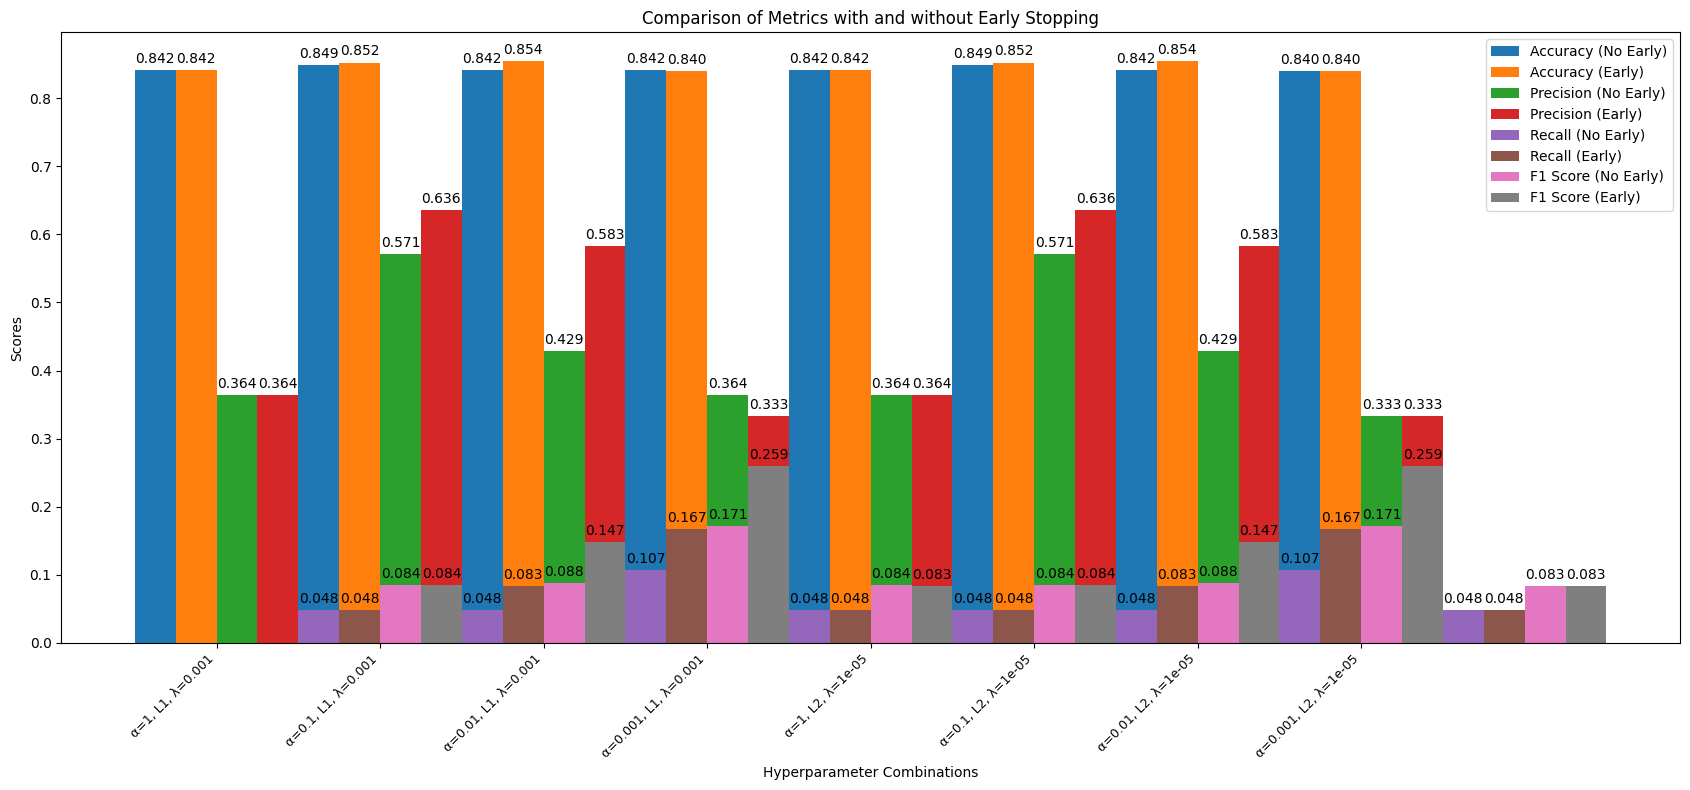 Comparison of Metrics with and without Early Stopping
Accuracy (No Early)
Accuracy (Early)
Precision (No Early)
Precision (Early)
Recall (No Early)
Recall (Early)
F1 Score (No Early)
F1 Score (Early)
Scores
0.8
0.7
0.6
0.5
0.4
0.3
0.2
0.1
0.0
0.842 0.842 0.849 0.852 0.842 0.854 0.842 0.840 0.842 0.842 0.849 0.852 0.842 0.854 0.840 0.840
0.364 0.364 0.571 0.636 0.429 0.583 0.364 0.333 0.364 0.364 0.571 0.636 0.429 0.583 0.333 0.333
0.048 0.048 0.084 0.084 0.048 0.083 0.088 0.147 0.107 0.167 0.171 0.259 0.048 0.048 0.084 0.083 0.048 0.048 0.084 0.084 0.048 0.083 0.088 0.147 0.107 0.167 0.171 0.259 0.048 0.048 0.083 0.083
α=1, L1, λ=0.001
α=0.1, L1, λ=0.001
α=0.01, L1, λ=0.001
α=0.001, L1, λ=0.001
α=1, L2, λ=1e-05
α=0.1, L2, λ=1e-05
α=0.01, L2, λ=1e-05
α=0.001, L2, λ=1e-05
Hyperparameter Combinations